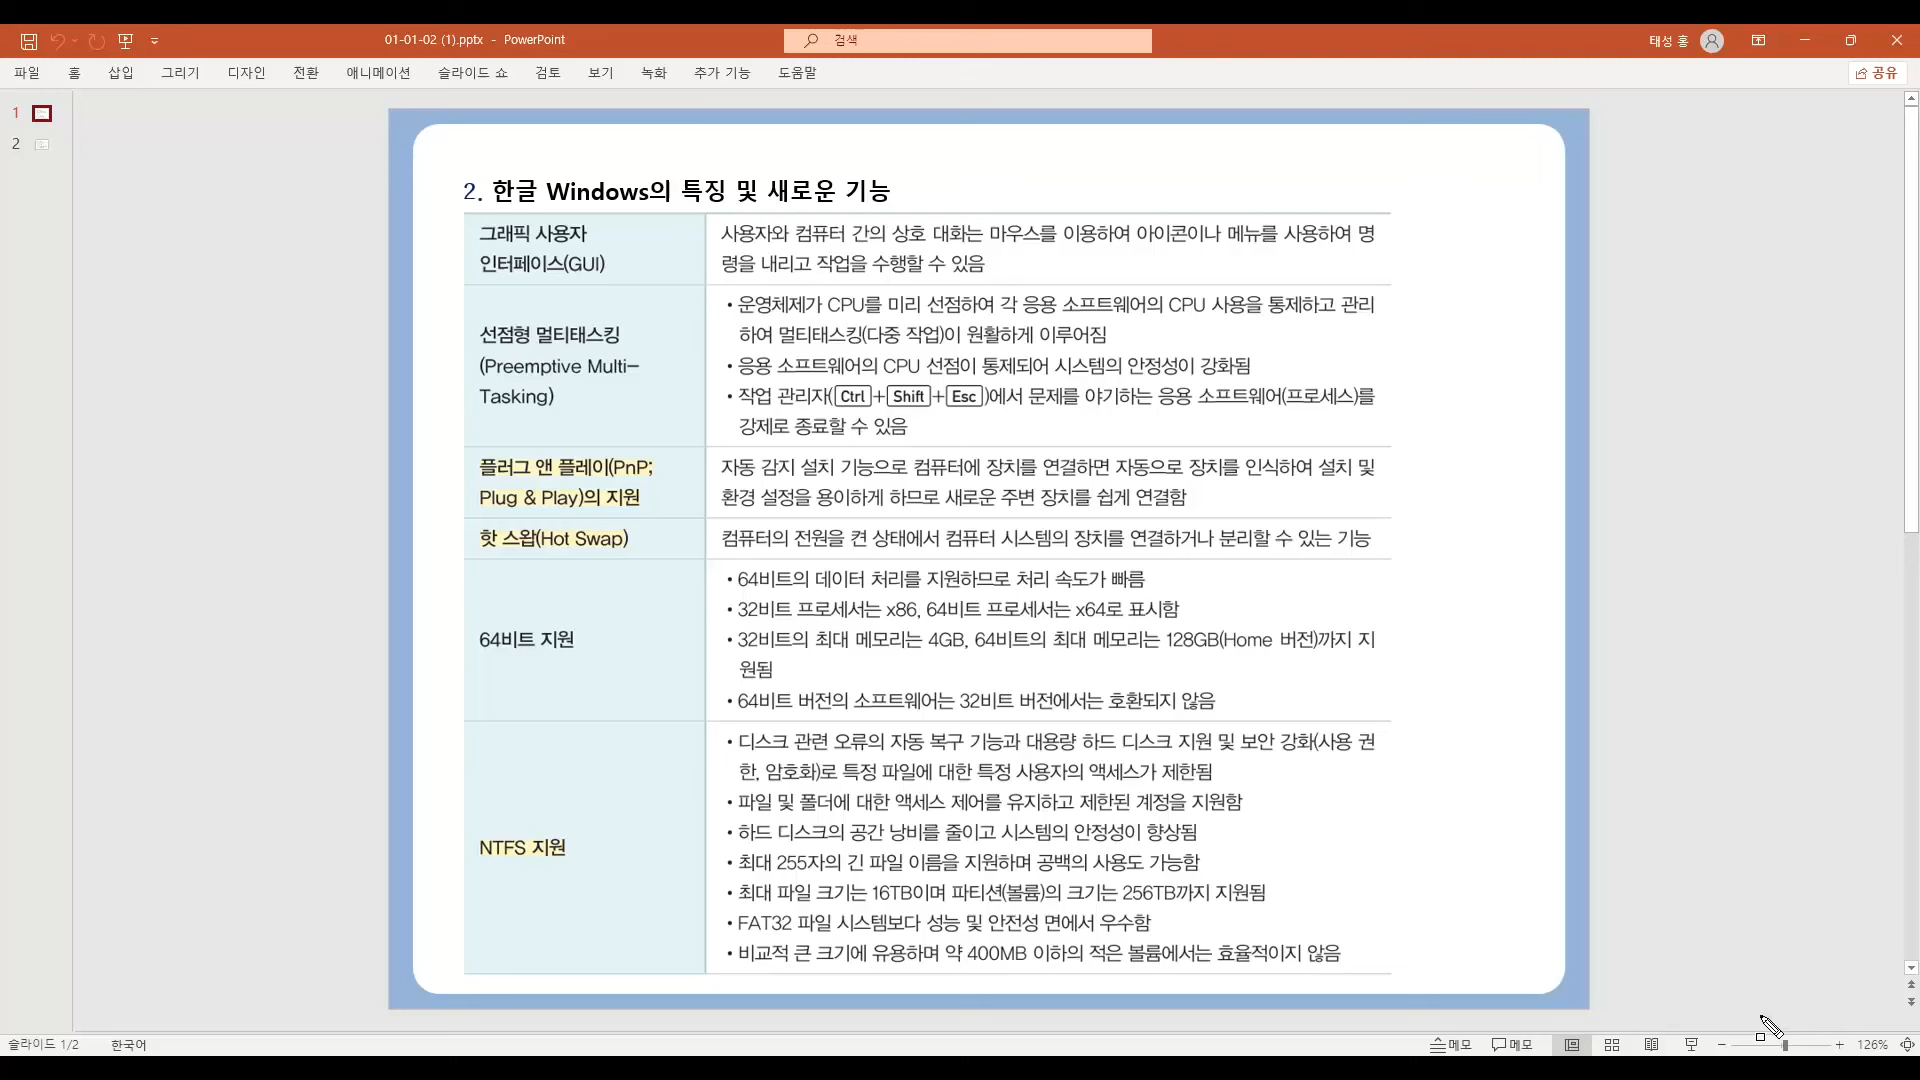 01-01-02 (1).pptx - PowerPoint
검색
태성 홍
파일 홈 삽입 그리기 디자인 전환 애니메이션 슬라이드 쇼 검토 보기 녹화 추가 기능 도움말
공유
1
2
2. 한글 Windows의 특징 및 새로운 기능
그래픽 사용자
인터페이스(GUI)
사용자와 컴퓨터 간의 상호 대화는 마우스를 이용하여 아이콘이나 메뉴를 사용하여 명
령을 내리고 작업을 수행할 수 있음
선점형 멀티태스킹
(Preemptive Multi-
Tasking)
• 운영체제가 CPU를 미리 선점하여 각 응용 소프트웨어의 CPU 사용을 통제하고 관리
하여 멀티태스킹(다중 작업)이 원활하게 이루어짐
• 응용 소프트웨어의 CPU 선점이 통제되어 시스템의 안정성이 강화됨
• 작업 관리자(Ctrl+Shift+Esc)에서 문제를 야기하는 응용 소프트웨어(프로세스)를
강제로 종료할 수 있음
플러그 앤 플레이(PnP;
Plug & Play)의 지원
자동 감지 설치 기능으로 컴퓨터에 장치를 연결하면 자동으로 장치를 인식하여 설치 및
환경 설정을 용이하게 하므로 새로운 주변 장치를 쉽게 연결함
핫 스왑(Hot Swap)
컴퓨터의 전원을 켠 상태에서 컴퓨터 시스템의 장치를 연결하거나 분리할 수 있는 기능
64비트 지원
• 64비트의 데이터 처리를 지원하므로 처리 속도가 빠름
• 32비트 프로세서는 x86, 64비트 프로세서는 x64로 표시함
• 32비트의 최대 메모리는 4GB, 64비트의 최대 메모리는 128GB(Home 버전)까지 지
원됨
• 64비트 버전의 소프트웨어는 32비트 버전에서는 호환되지 않음
NTFS 지원
• 디스크 관련 오류의 자동 복구 기능과 대용량 하드 디스크 지원 및 보안 강화(사용 권
한, 암호화)로 특정 파일에 대한 특정 사용자의 액세스가 제한됨
• 파일 및 폴더에 대한 액세스 제어를 유지하고 제한된 계정을 지원함
• 하드 디스크의 공간 낭비를 줄이고 시스템의 안정성이 향상됨
• 최대 255자의 긴 파일 이름을 지원하며 공백의 사용도 가능함
• 최대 파일 크기는 16TB이며 파티션(볼륨)의 크기는 256TB까지 지원됨
• FAT32 파일 시스템보다 성능 및 안전성 면에서 우수함
• 비교적 큰 크기에 유용하며 약 400MB 이하의 적은 볼륨에서는 효율적이지 않음
슬라이드 1/2 한국어 메모 메모 126%